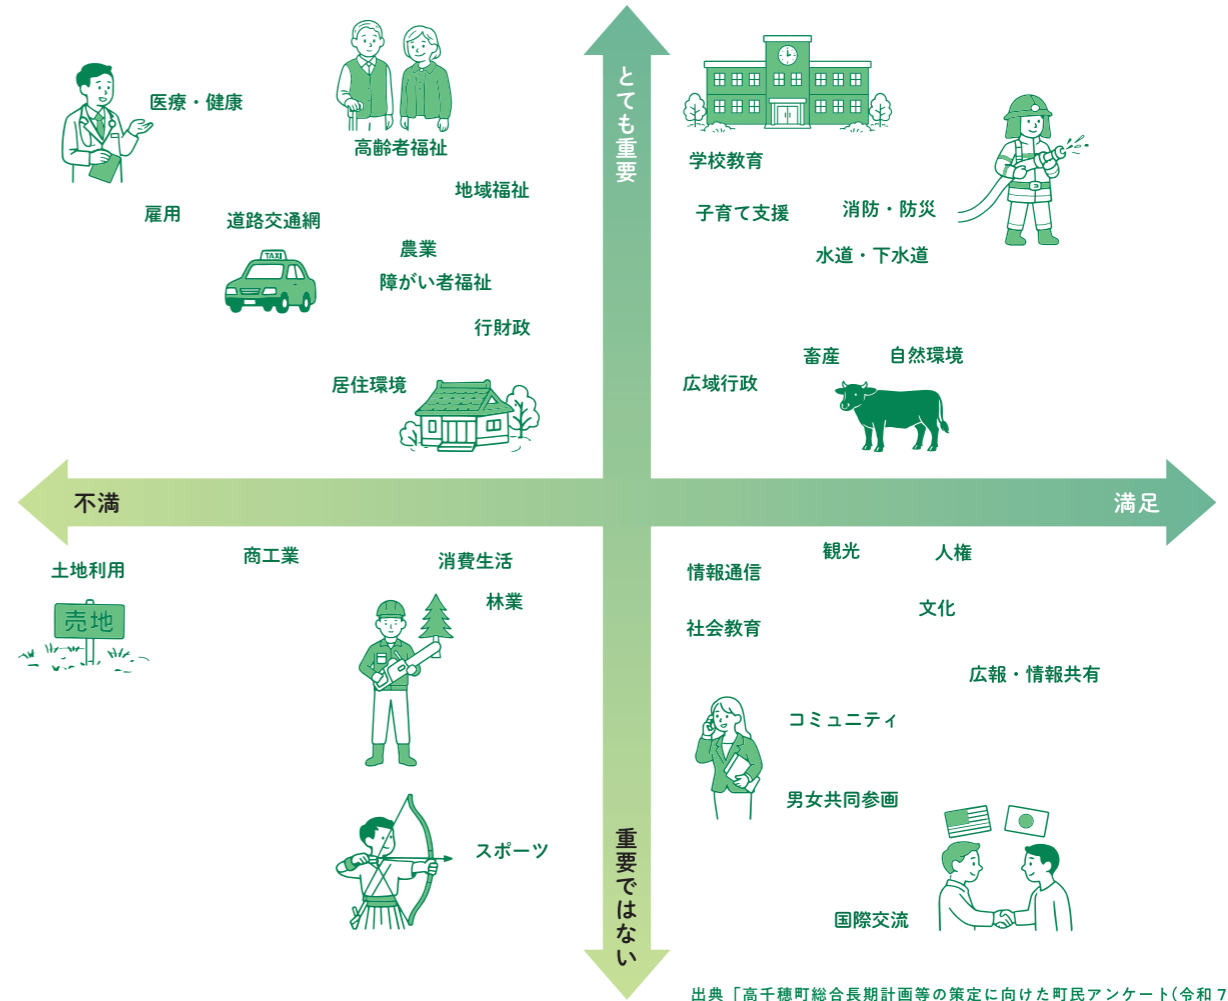 とても重要
医療・健康
高齢者福祉
学校教育
地域福祉
雇用
道路交通網
子育て支援
消防・防災
農業
TAXI
水道・下水道
障がい者福祉
行財政
居住環境
畜産
自然環境
広域行政
不満
満足
土地利用
商工業
消費生活
林業
売地
情報通信
観光
人権
社会教育
文化
広報・情報共有
コミュニティ
男女共同参画
スポーツ
国際交流
重要ではない
出典「高千穂町総合長期計画等の策定に向けた町民アンケート(令和7